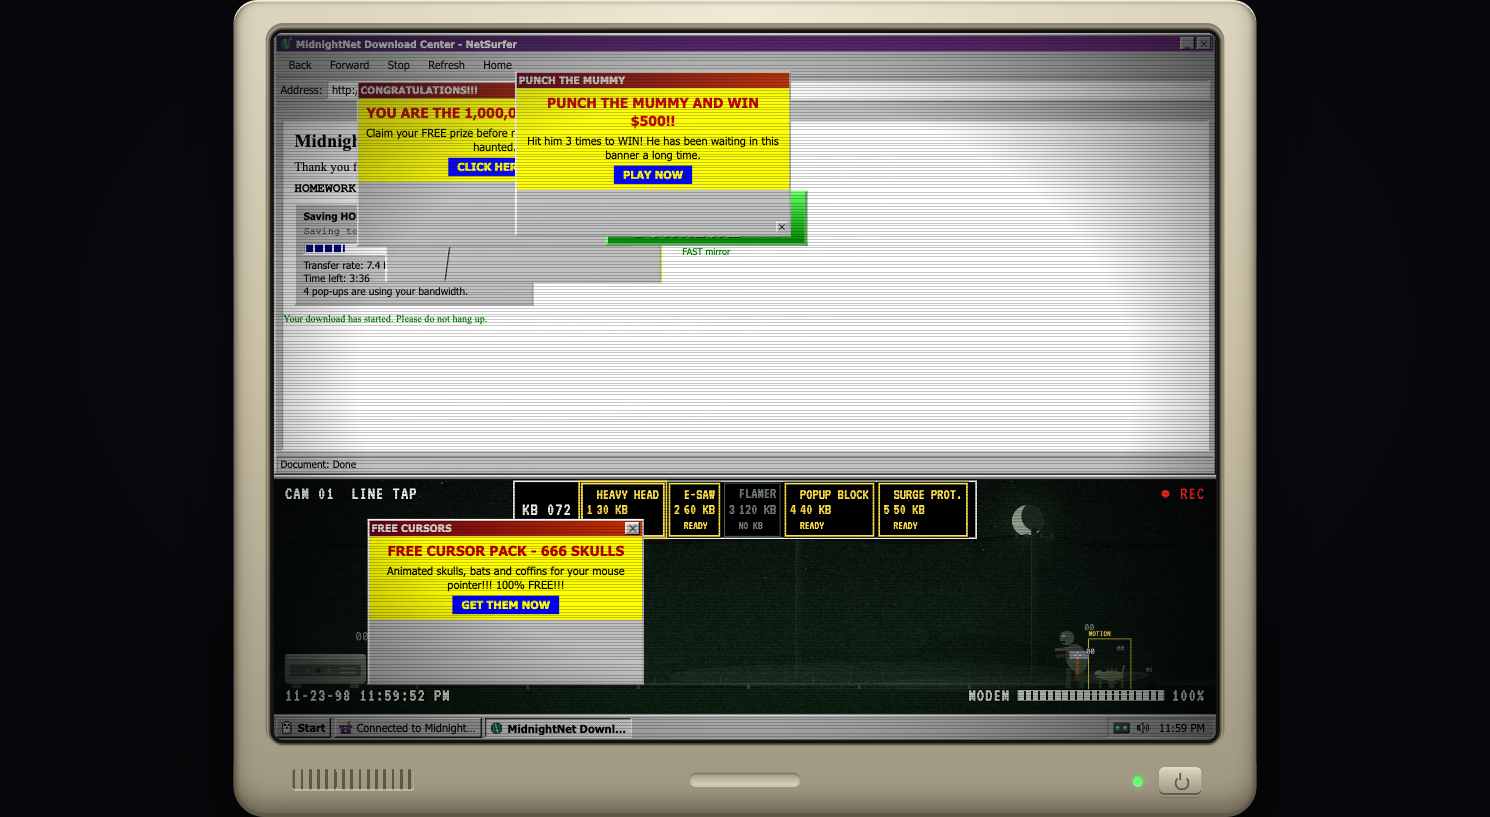 MidnightNet Download Center - NetSurfer
Back Forward Stop Refresh Home
Address: http:
CONGRATULATIONS!!!
YOU ARE THE 1,000,0
Claim your FREE prize before
haunted.
CLICK HER
PUNCH THE MUMMY
PUNCH THE MUMMY AND WIN
$500!!
Hit him 3 times to WIN! He has been waiting in this
banner a long time.
PLAY NOW
FAST mirror
Midnigh
Thank you f
HOMEWORK
Saving HO
Saving to
Transfer rate: 7.4
Time left: 3:36
4 pop-ups are using your bandwidth.
Your download has started. Please do not hang up.
Document: Done
CAM 01 LINE TAP
KB 072
HEAVY HEAD
1 30 KB
E-SAW
2 60 KB
READY
FLAMER
3 120 KB
NO KB
POPUP BLOCK
4 40 KB
READY
SURGE PROT.
5 50 KB
READY
REC
FREE CURSORS
FREE CURSOR PACK - 666 SKULLS
Animated skulls, bats and coffins for your mouse
pointer!!! 100% FREE!!!
GET THEM NOW
00
00
MOTION
00
00
11-23-98 11:59:52 PM
MODEM 100%
Start Connected to Midnight... MidnightNet Downl... 11:59 PM